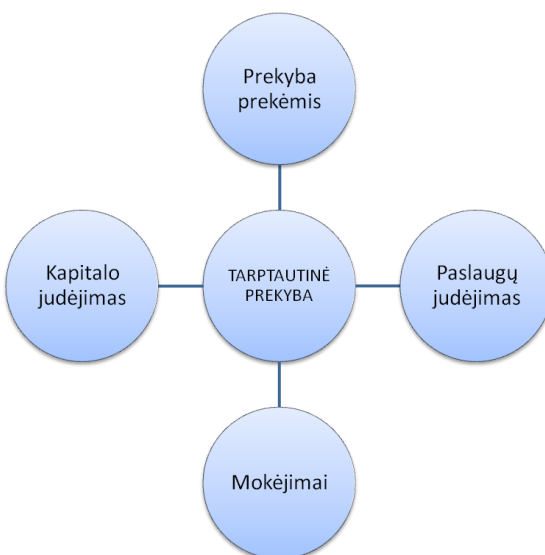 Prekyba
prekėmis
Kapitalo
judėjimas
TARPTAUTINĖ
PREKYBA
Paslaugų
judėjimas
Mokėjimai